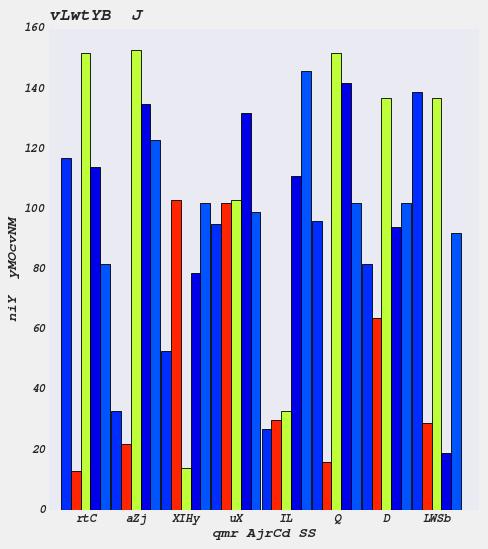 vLwtYB  J
160
140
120
100
80
60
40
20
0
niY  yMOcvNM
rtC aZj XIHy uX IL Q D LWSb
qmr AjrCd SS